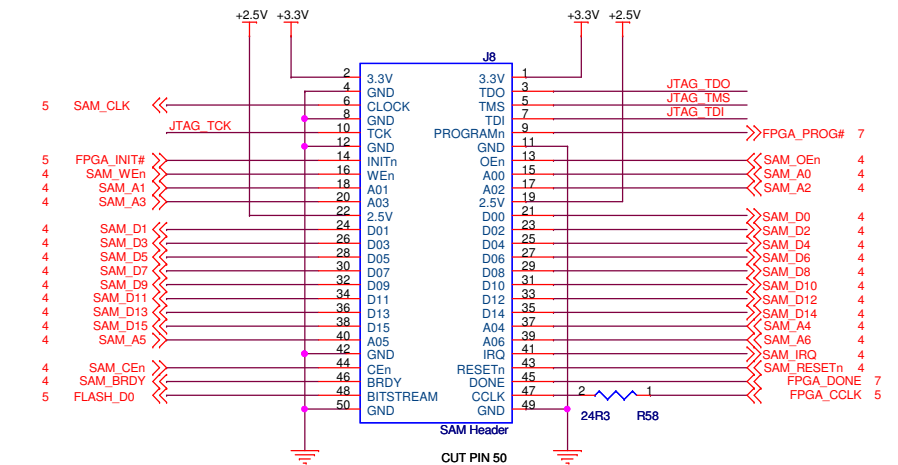 +2.5V +3.3V +3.3V +2.5V
J8
2 3.3V 3.3V 1
4 GND TDO 3 JTAG_TDO
5 SAM_CLK 6 CLOCK TMS 5 JTAG_TMS
8 GND TDI 7 JTAG_TDI
JTAG_TCK 10 TCK PROGRAMn 9 FPGA_PROG# 7
12 GND GND 11
5 FPGA_INIT# 14 INITn OEn 13 SAM_OEn 4
4 SAM_WEn 16 WEn A00 15 SAM_A0 4
4 SAM_A1 18 A01 A02 17 SAM_A2 4
4 SAM_A3 20 A03 2.5V 19
22 2.5V D00 21 SAM_D0 4
4 SAM_D1 24 D01 D02 23 SAM_D2 4
4 SAM_D3 26 D03 D04 25 SAM_D4 4
4 SAM_D5 28 D05 D06 27 SAM_D6 4
4 SAM_D7 30 D07 D08 29 SAM_D8 4
4 SAM_D9 32 D09 D10 31 SAM_D10 4
4 SAM_D11 34 D11 D12 33 SAM_D12 4
4 SAM_D13 36 D13 D14 35 SAM_D14 4
4 SAM_D15 38 D15 A04 37 SAM_A4 4
4 SAM_A5 40 A05 A06 39 SAM_A6 4
42 GND IRQ 41 SAM_IRQ 4
4 SAM_CEn 44 CEn RESETn 43 SAM_RESETn 4
4 SAM_BRDY 46 BRDY DONE 45 FPGA_DONE 7
5 FLASH_D0 48 BITSTREAM CCLK 47 2 1 FPGA_CCLK 5
50 GND GND 49 24R3 R58
SAM Header
CUT PIN 50